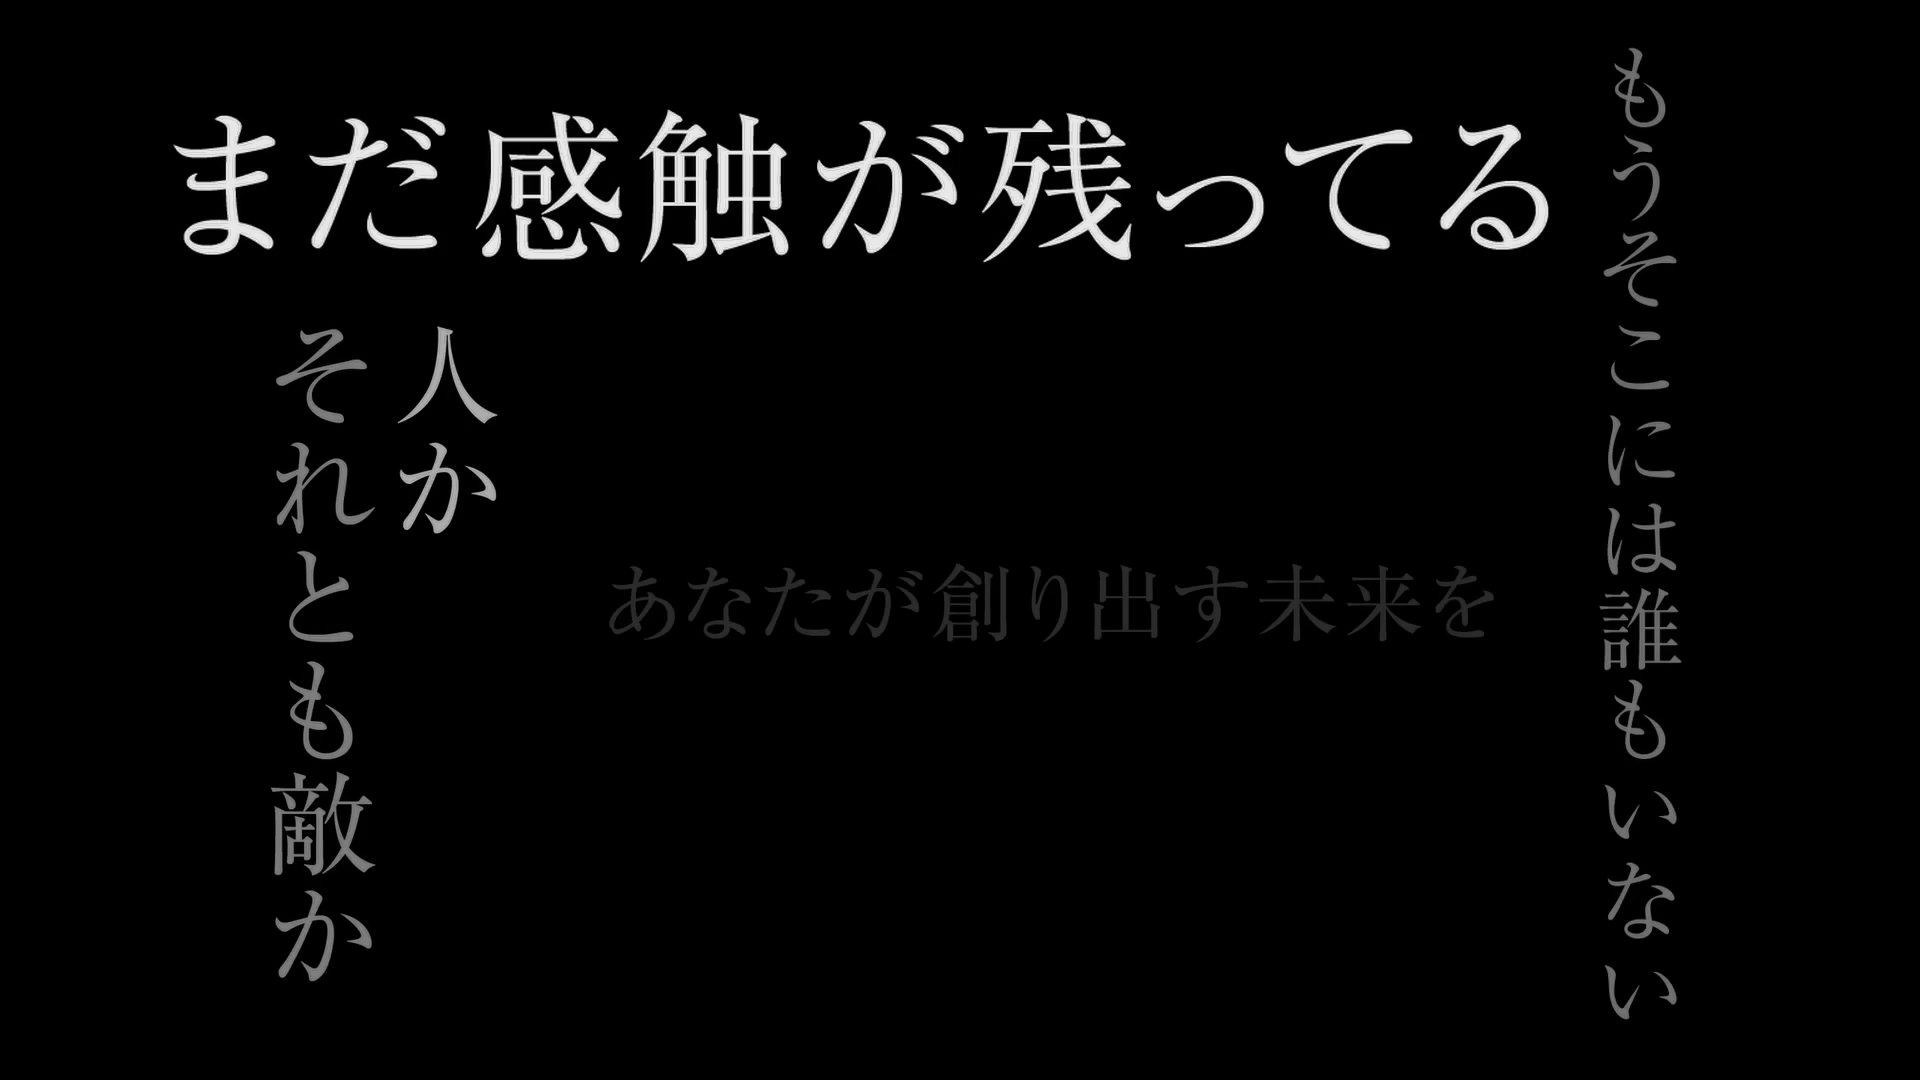 まだ感触が残ってる
もうそこには誰もいない
人か
それとも敵か
あなたが創り出す未来を